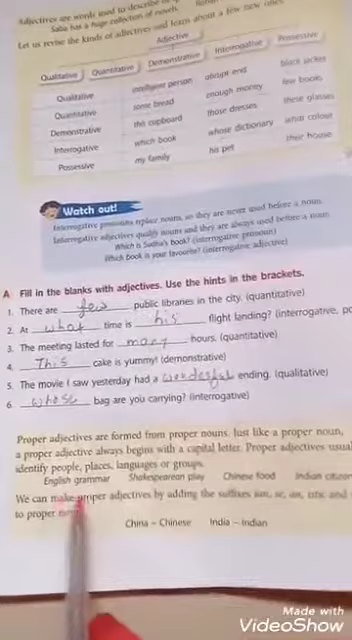 Adjectives are words used to describe
Saba has a huge collection of novels.
Let us revise the kinds of adjectives and learn about a few new ones.
Adjective
Qualitative Quantitative Demonstrative Interrogative Possessive
Qualitative intelligent person abrupt end black jacket
Quantitative some bread enough money few books
Demonstrative this cupboard those dresses these glasses
Interrogative which book whose dictionary what colour
Possessive my family his pet their house
Watch out!
Interrogative pronouns replace nouns, so they are never used before a noun.
Interrogative adjectives qualify nouns and they are always used before a noun.
Which is Sudha's book? (interrogative pronoun)
Which book is your favourite? (interrogative adjective)
A Fill in the blanks with adjectives. Use the hints in the brackets.
1. There are few public libraries in the city. (quantitative)
2. At what time is his flight landing? (interrogative, po
3. The meeting lasted for many hours. (quantitative)
4. This cake is yummy! (demonstrative)
5. The movie I saw yesterday had a wonderful ending. (qualitative)
6. whose bag are you carrying? (interrogative)
Proper adjectives are formed from proper nouns. Just like a proper noun,
a proper adjective always begins with a capital letter. Proper adjectives usual
identify people, places, languages or groups.
English grammar Shakespearean play Chinese food Indian citizen
We can make proper adjectives by adding the suffixes ian, se, an, and
to proper
China – Chinese India – Indian
Made with
VideoShow